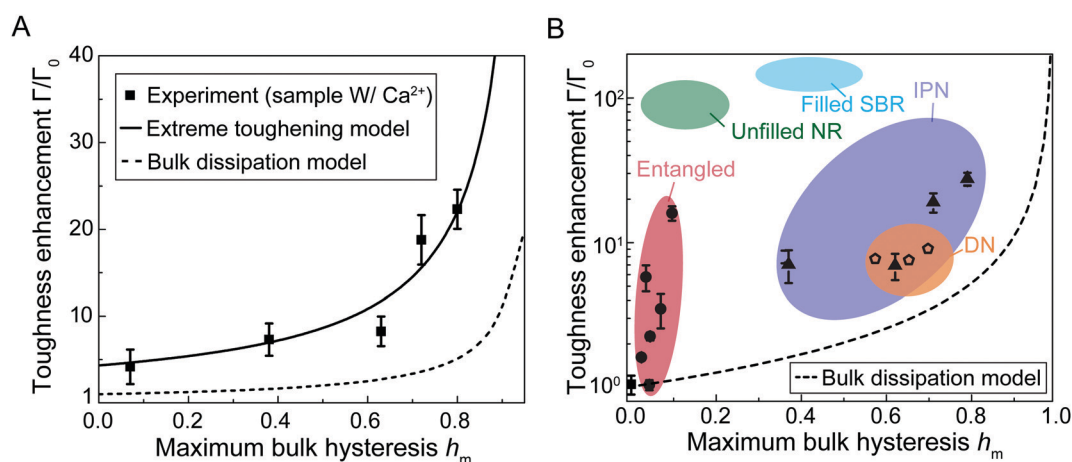 A
Toughness enhancement Γ/Γ₀
40
30
20
10
1
0.0
0.2
0.4
0.6
0.8
Maximum bulk hysteresis hₘ
Experiment (sample W/ Ca²⁺)
Extreme toughening model
Bulk dissipation model
B
Toughness enhancement Γ/Γ₀
10²
10¹
10⁰
0
0.2
0.4
0.6
0.8
1.0
Maximum bulk hysteresis hₘ
Filled SBR
IPN
Unfilled NR
Entangled
DN
Bulk dissipation model